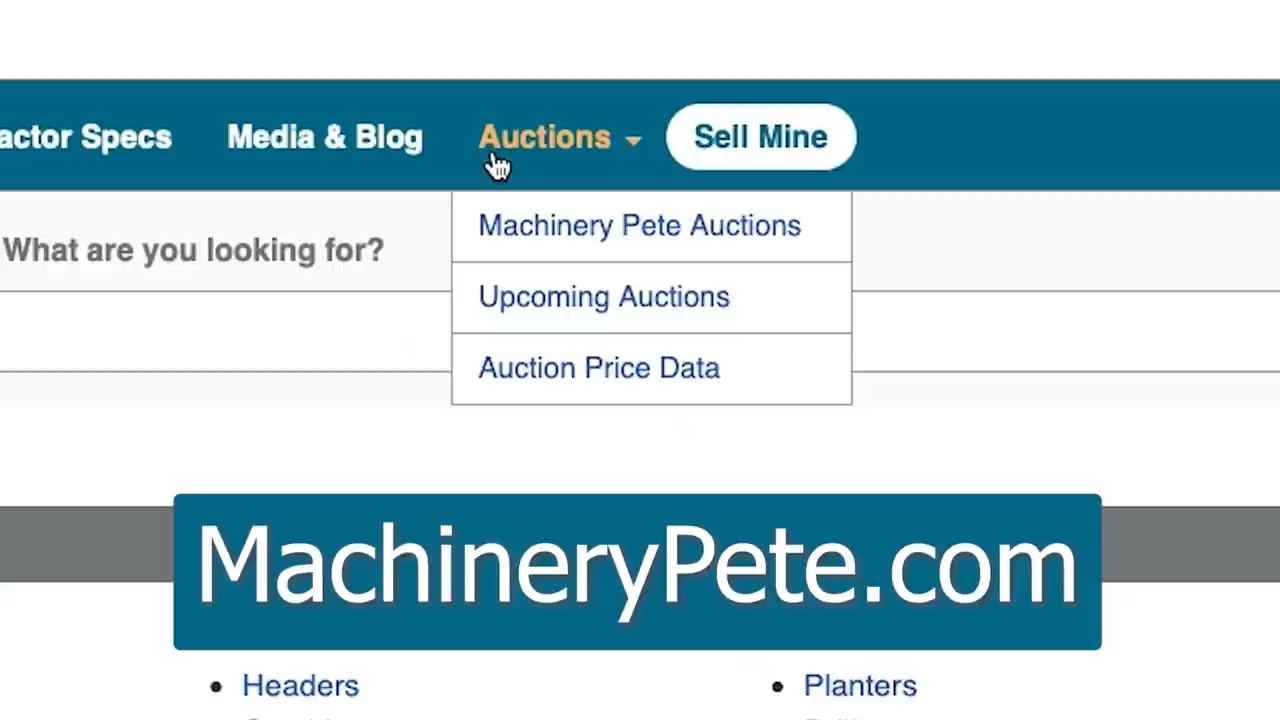 actor Specs Media & Blog Auctions Sell Mine
Machinery Pete Auctions
What are you looking for?
Upcoming Auctions
Auction Price Data
MachineryPete.com
Headers Planters